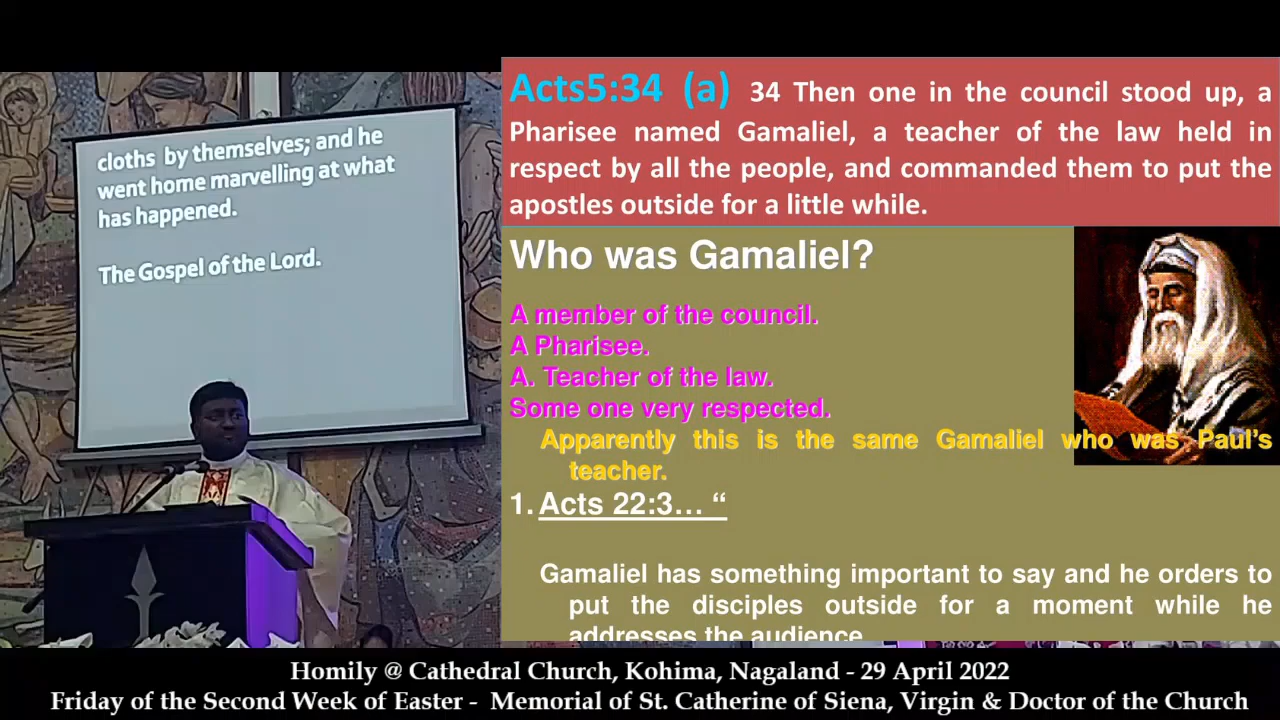 cloths by themselves; and he
went home marvelling at what
has happened.
The Gospel of the Lord.
Acts5:34 (a) 34 Then one in the council stood up, a
Pharisee named Gamaliel, a teacher of the law held in
respect by all the people, and commanded them to put the
apostles outside for a little while.
Who was Gamaliel?
A member of the council.
A Pharisee.
A. Teacher of the law.
Some one very respected.
Apparently this is the same Gamaliel who was Paul's
teacher.
1. Acts 22:3... “
Gamaliel has something important to say and he orders to
put the disciples outside for a moment while he
addresses the audience
Homily @ Cathedral Church, Kohima, Nagaland - 29 April 2022
Friday of the Second Week of Easter - Memorial of St. Catherine of Siena, Virgin & Doctor of the Church